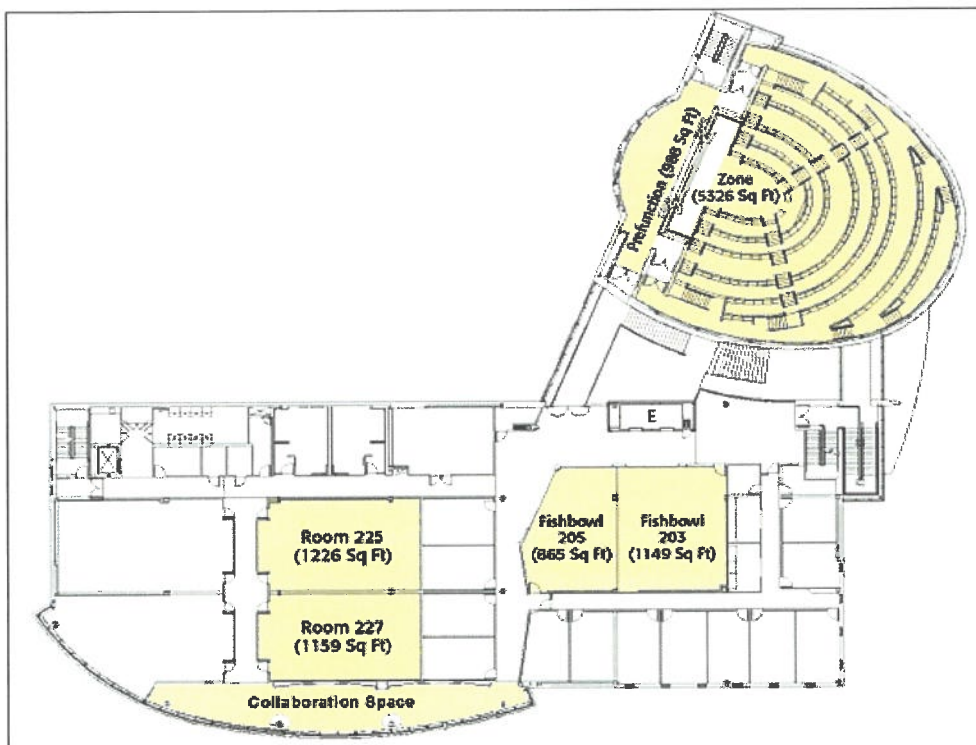 Prefunction (988 Sq Ft)
Zone
(5326 Sq Ft)
E
Room 225
(1226 Sq Ft)
Fishbowl
205
(865 Sq Ft)
Fishbowl
203
(1149 Sq Ft)
Room 227
(1159 Sq Ft)
Collaboration Space